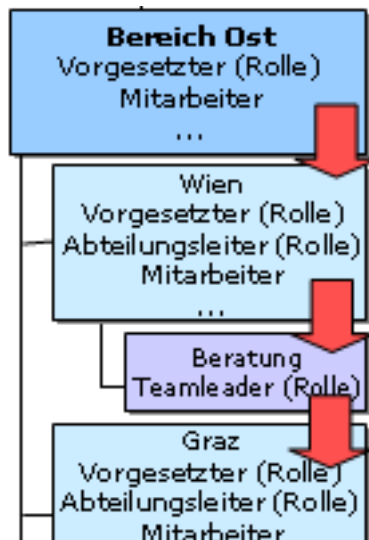 Bereich Ost
Vorgesetzter (Rolle)
Mitarbeiter
...
Wien
Vorgesetzter (Rolle)
Abteilungsleiter (Rolle)
Mitarbeiter
...
Beratung
Teamleader (Rolle)
Graz
Vorgesetzter (Rolle)
Abteilungsleiter (Rolle)
Mitarbeiter